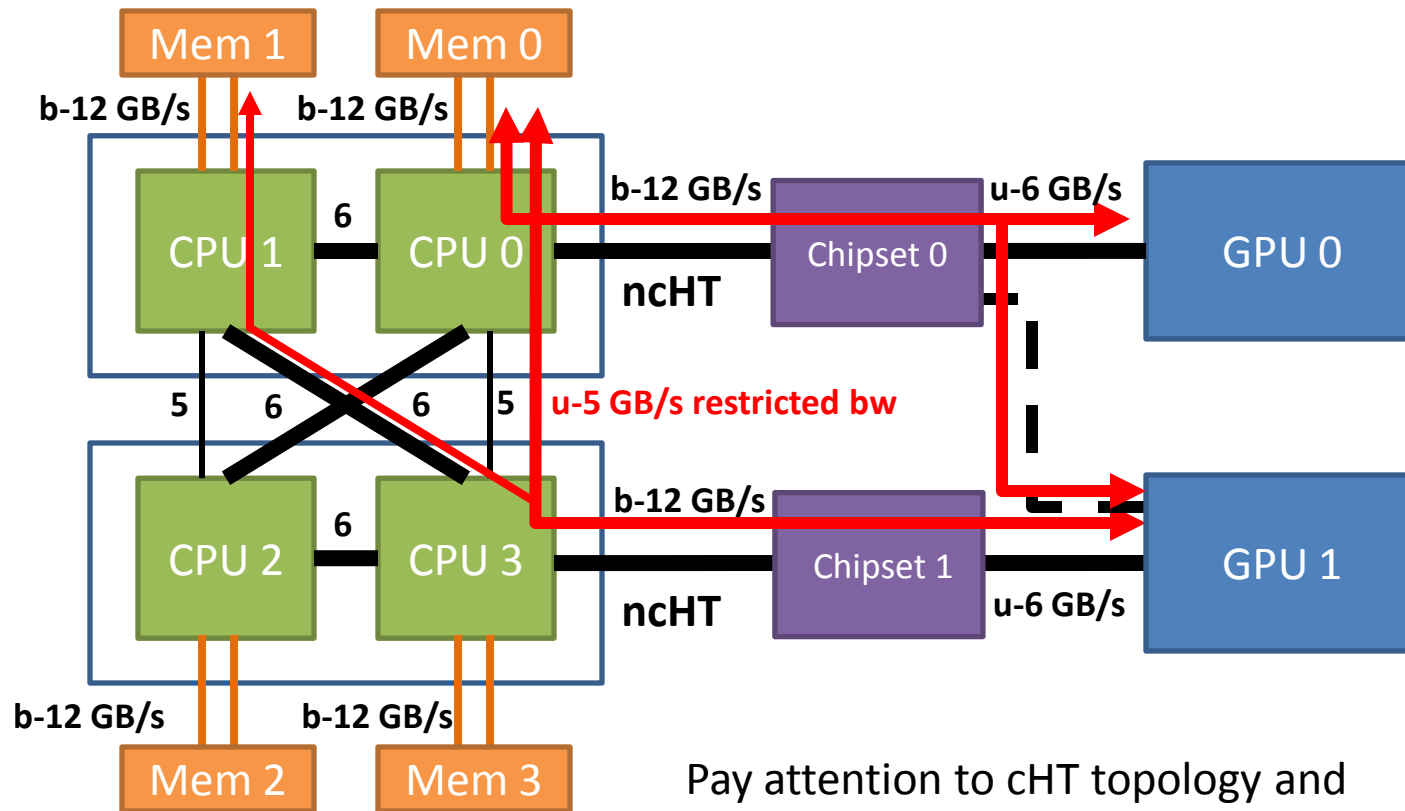 Mem 1
Mem 0
b-12 GB/s
b-12 GB/s
b-12 GB/s
u-6 GB/s
6
CPU 1
CPU 0
Chipset 0
GPU 0
ncHT
5
6
6
5
u-5 GB/s restricted bw
b-12 GB/s
6
CPU 2
CPU 3
Chipset 1
GPU 1
ncHT
u-6 GB/s
b-12 GB/s
b-12 GB/s
Mem 2
Mem 3
Pay attention to cHT topology and